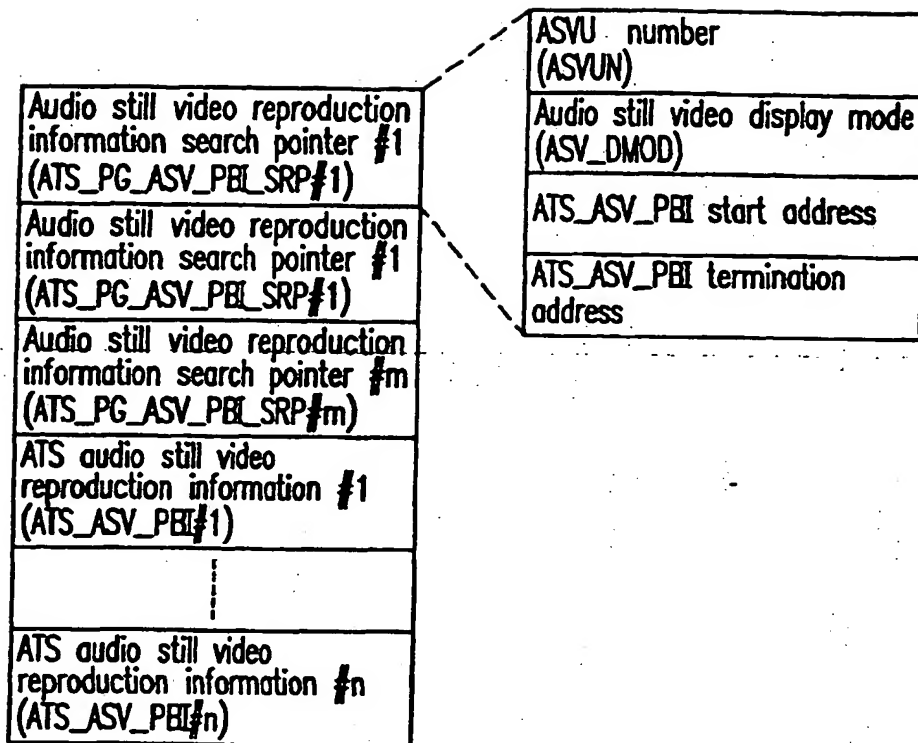 Audio still video reproduction
information search pointer #1
(ATS_PG_ASV_PBI_SRP#1)
Audio still video reproduction
information search pointer #1
(ATS_PG_ASV_PBI_SRP#1)
Audio still video reproduction
information search pointer #m
(ATS_PG_ASV_PBI_SRP#m)
ATS audio still video
reproduction information #1
(ATS_ASV_PBI#1)
ATS audio still video
reproduction information #n
(ATS_ASV_PBI#n)
ASVU number
(ASVUN)
Audio still video display mode
(ASV_DMOD)
ATS_ASV_PBI start address
ATS_ASV_PBI termination
address